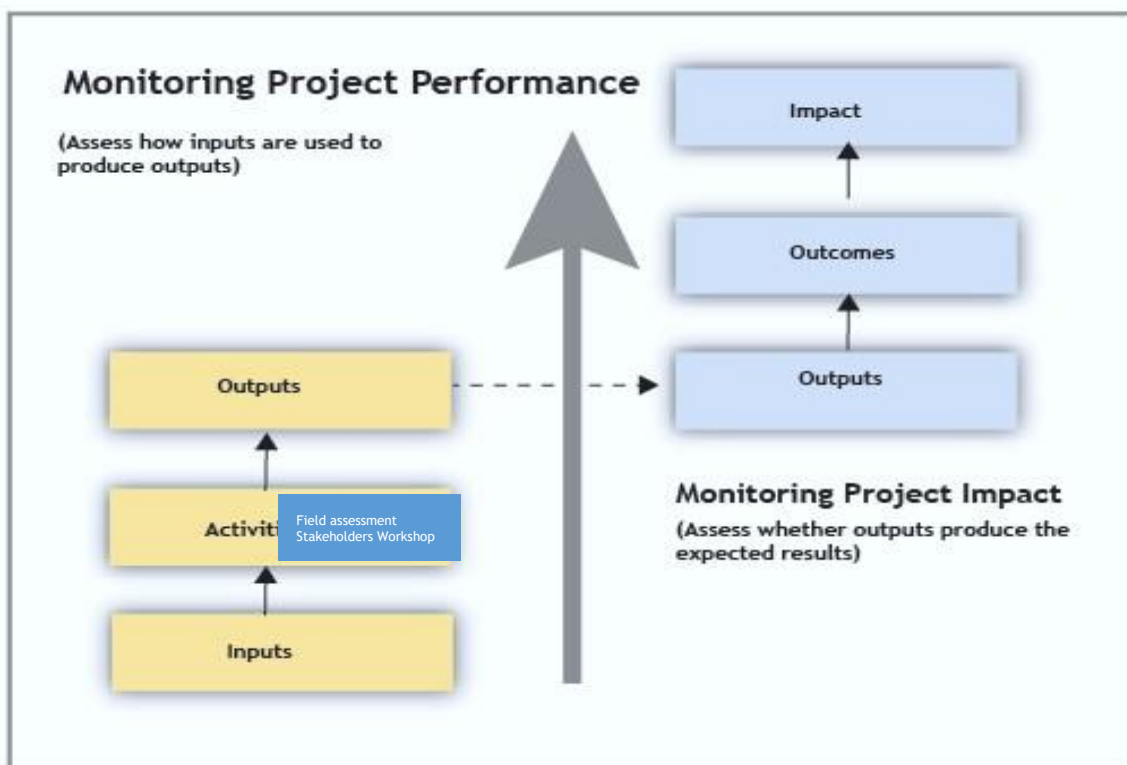 Monitoring Project Performance
(Assess how inputs are used to
produce outputs)
Impact
Outcomes
Outputs
Outputs
Activiti
Field assessment
Stakeholders Workshop
Inputs
Monitoring Project Impact
(Assess whether outputs produce the
expected results)